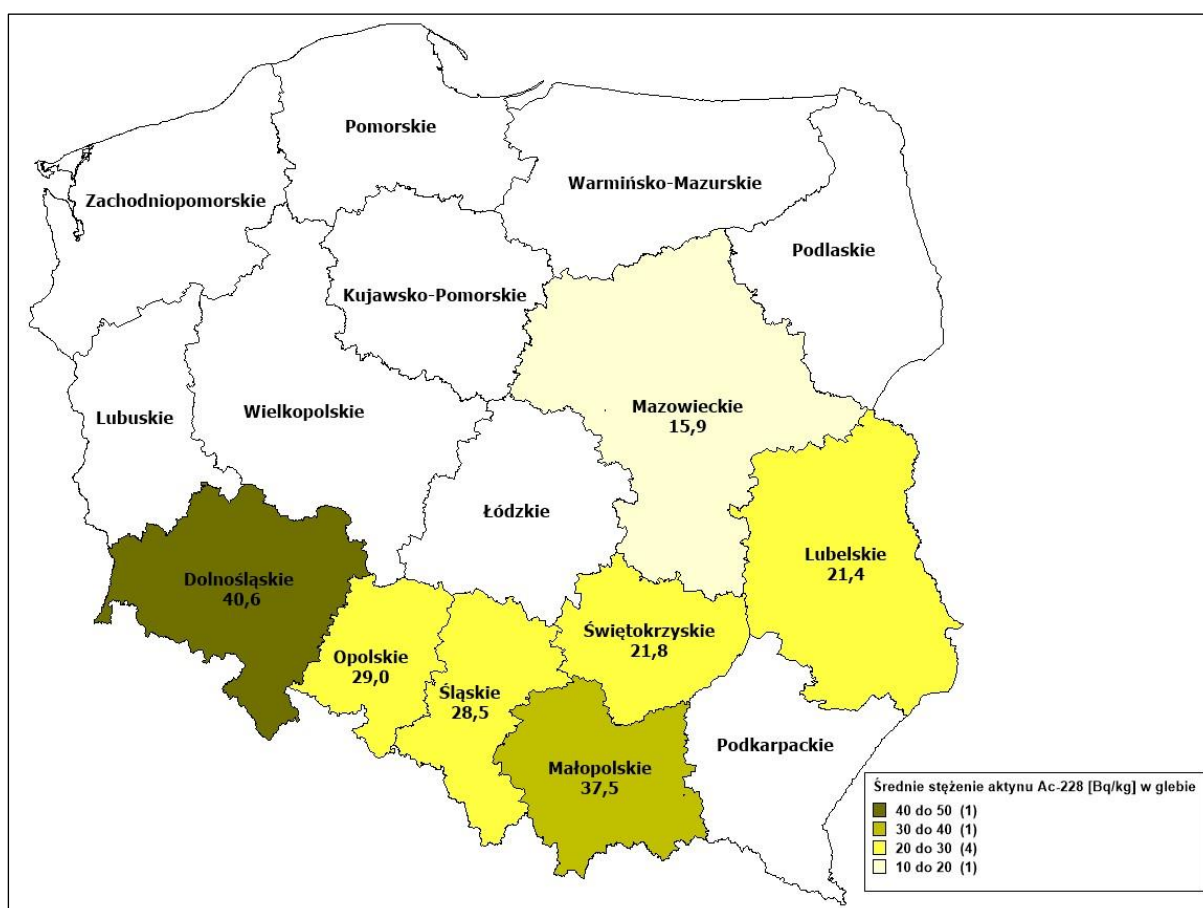 Pomorskie
Warmińsko-Mazurskie
Zachodniopomorskie
Podlaskie
Kujawsko-Pomorskie
Mazowieckie
15,9
Lubuskie
Wielkopolskie
Łódzkie
Lubelskie
21,4
Dolnośląskie
40,6
Świętokrzyskie
21,8
Opolskie
29,0
Śląskie
28,5
Podkarpackie
Małopolskie
37,5
Średnie stężenie aktynu Ac-228 [Bq/kg] w glebie
40 do 50 (1)
30 do 40 (1)
20 do 30 (4)
10 do 20 (1)